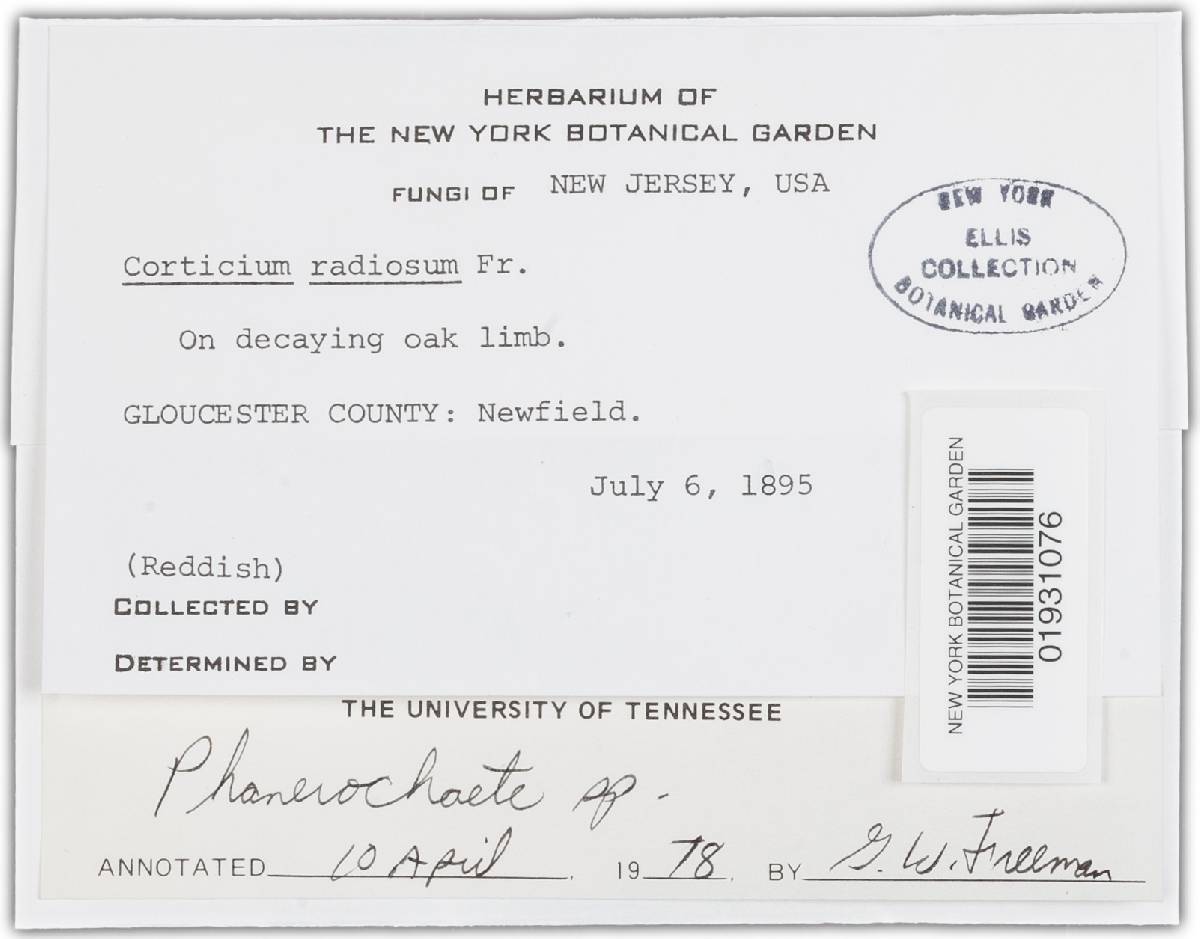 HERBARIUM OF
THE NEW YORK BOTANICAL GARDEN
FUNGI OF NEW JERSEY, USA
NEW YORK
ELLIS
COLLECTION
BOTANICAL GARDEN
Corticium radiosum Fr.
On decaying oak limb.
GLOUCESTER COUNTY: Newfield.
July 6, 1895
(Reddish)
COLLECTED BY
DETERMINED BY
NEW YORK BOTANICAL GARDEN
01931076
THE UNIVERSITY OF TENNESSEE
Phanerochaete sp.
ANNOTATED 10 April, 1978. BY G. W. Freeman